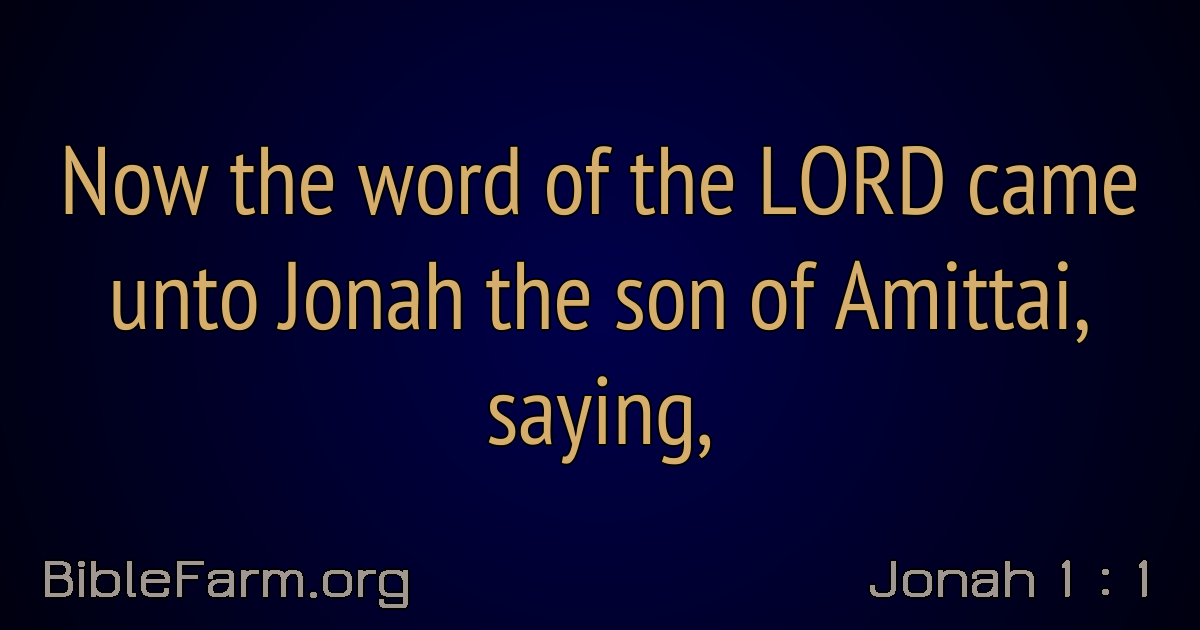 Now the word of the LORD came
unto Jonah the son of Amittai,
saying,
BibleFarm.org
Jonah 1 : 1